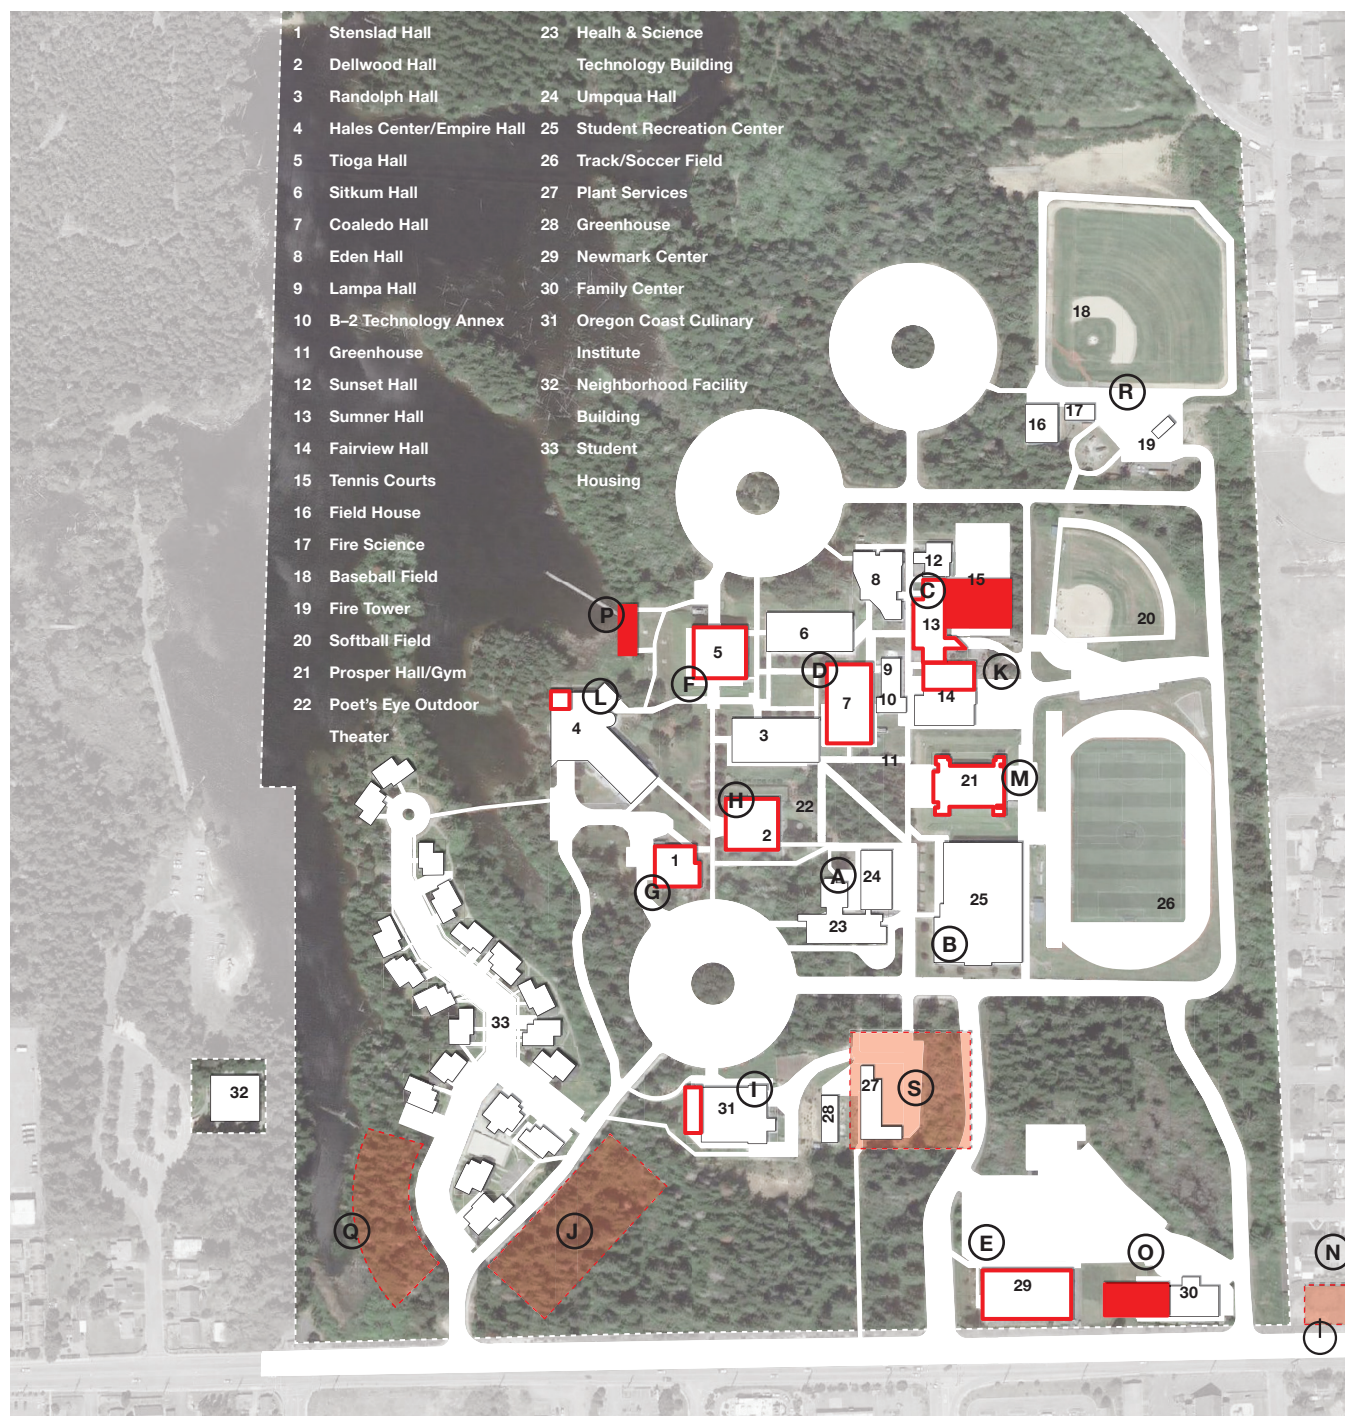 1 Stenslad Hall
2 Dellwood Hall
3 Randolph Hall
4 Hales Center/Empire Hall
5 Tioga Hall
6 Sitkum Hall
7 Coaledo Hall
8 Eden Hall
9 Lampa Hall
10 B–2 Technology Annex
11 Greenhouse
12 Sunset Hall
13 Sumner Hall
14 Fairview Hall
15 Tennis Courts
16 Field House
17 Fire Science
18 Baseball Field
19 Fire Tower
20 Softball Field
21 Prosper Hall/Gym
22 Poet's Eye Outdoor
Theater
23 Healh & Science
Technology Building
24 Umpqua Hall
25 Student Recreation Center
26 Track/Soccer Field
27 Plant Services
28 Greenhouse
29 Newmark Center
30 Family Center
31 Oregon Coast Culinary
Institute
32 Neighborhood Facility
Building
33 Student
Housing
18
R
17
16
19
12
15
8
C
P
13
20
6
5
9
D
K
F
L
10
14
7
4
3
11
M
21
H
22
2
1
A
24
G
25
26
23
B
33
27
S
I
32
31
28
Q
J
E
O
N
29
30